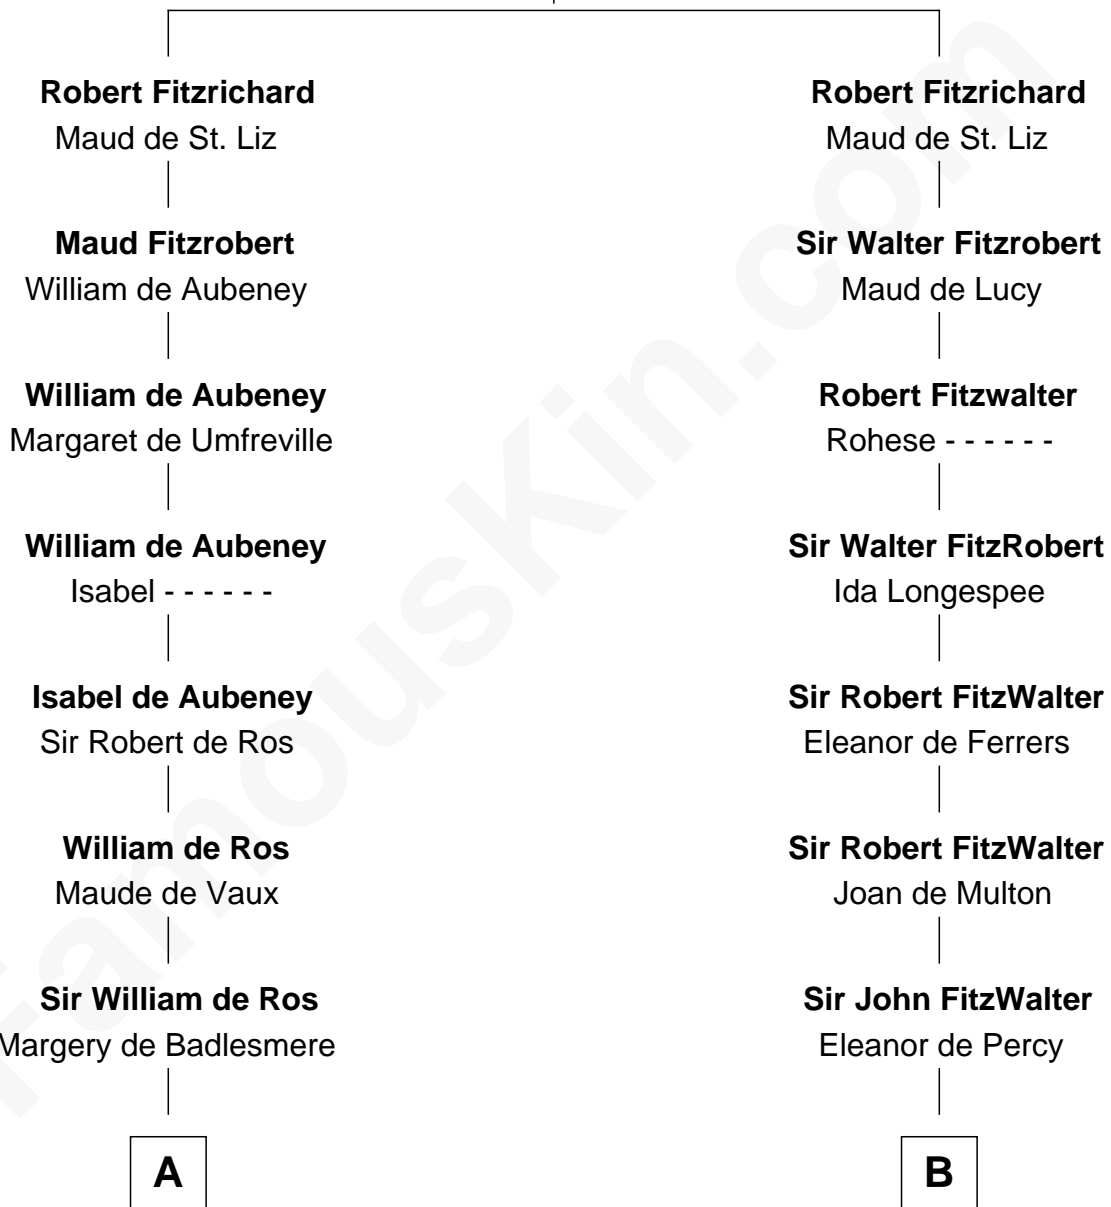 Robert Fitzrichard
Maud de St. Liz
Maud Fitzrobert
William de Aubeney
William de Aubeney
Margaret de Umfreville
William de Aubeney
Isabel - - - - - -
Isabel de Aubeney
Sir Robert de Ros
William de Ros
Maude de Vaux
Sir William de Ros
Margery de Badlesmere
A
Robert Fitzrichard
Maud de St. Liz
Sir Walter Fitzrobert
Maud de Lucy
Robert Fitzwalter
Rohese - - - - - -
Sir Walter FitzRobert
Ida Longespee
Sir Robert FitzWalter
Eleanor de Ferrers
Sir Robert FitzWalter
Joan de Multon
Sir John FitzWalter
Eleanor de Percy
B
FamousKin.com